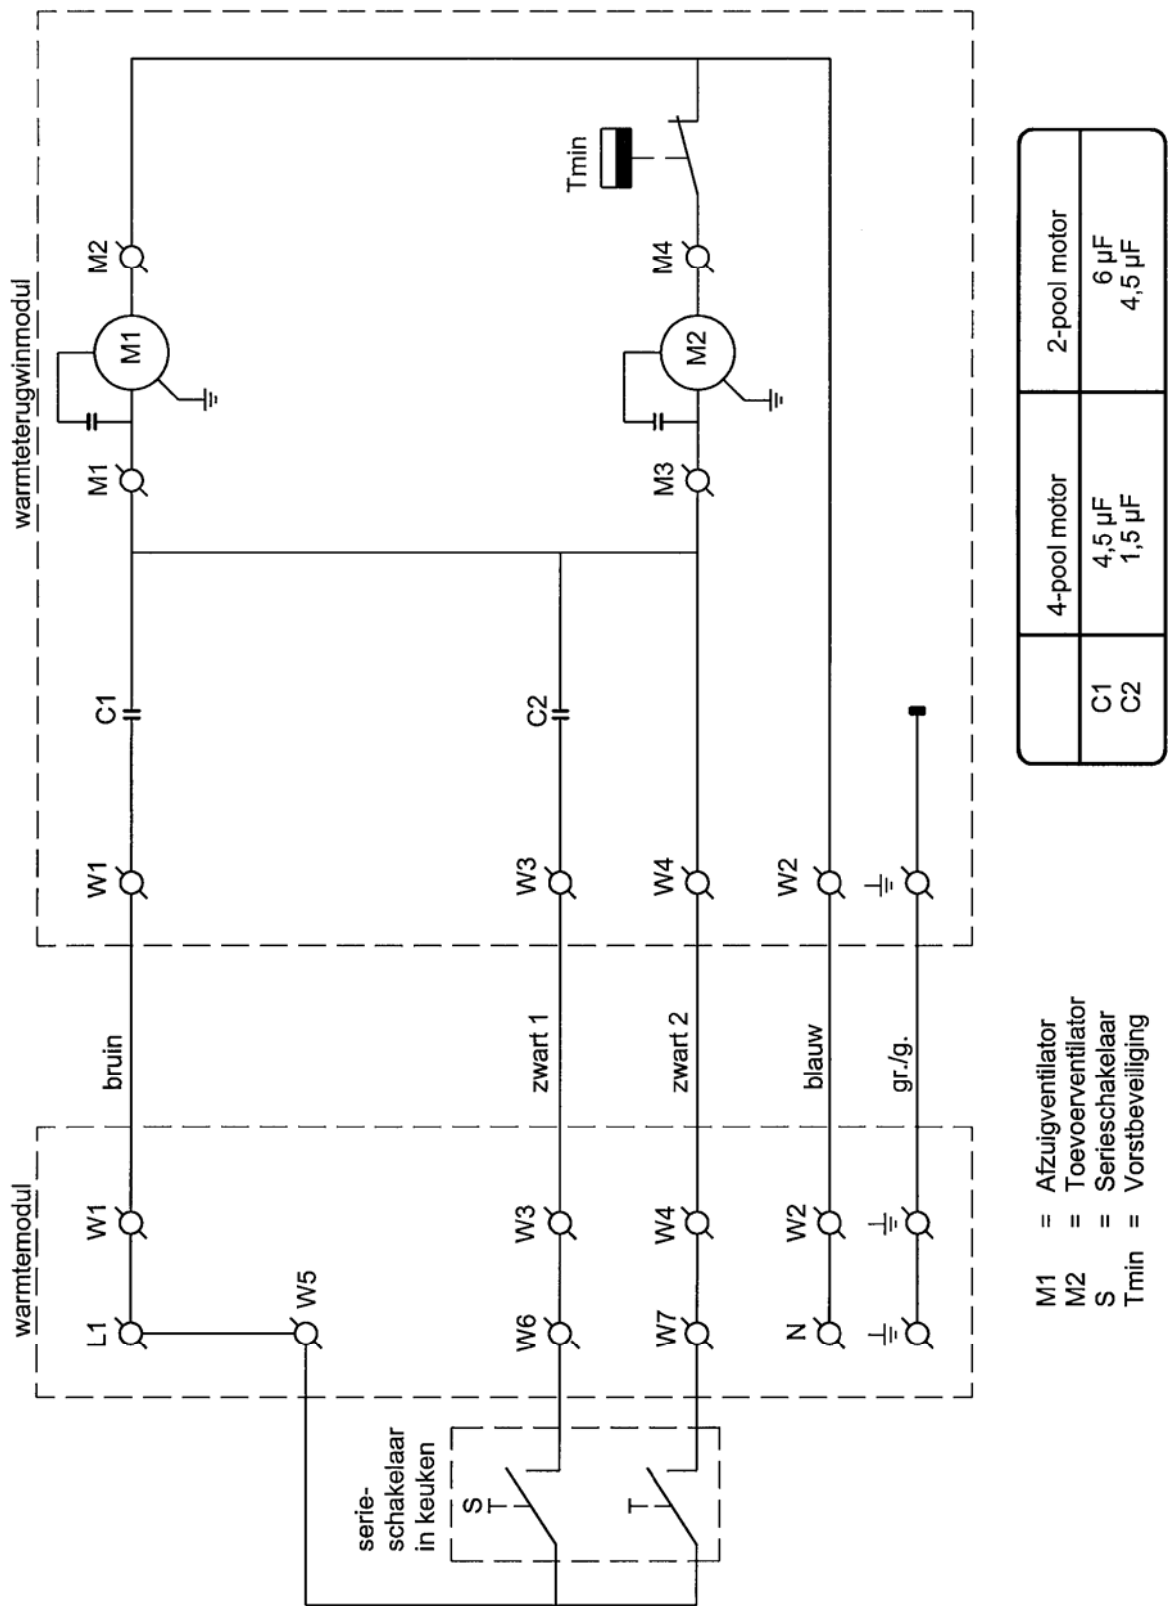 warmteterugwinmodul
M2
M1
M1
C1
W1
Tmin
M4
M2
M3
C2
W3
W4
W2
bruin
zwart 1
zwart 2
blauw
gr./g.
warmtemodul
W1
L1
W5
W3
W6
W4
W7
W2
N
serie-
schakelaar
in keuken
S
4-pool motor 2-pool motor
C1 4,5 µF 6 µF
C2 1,5 µF 4,5 µF
M1 = Afzuigventilator
M2 = Toevoerventilator
S = Serieschakelaar
Tmin = Vorstbeveiliging